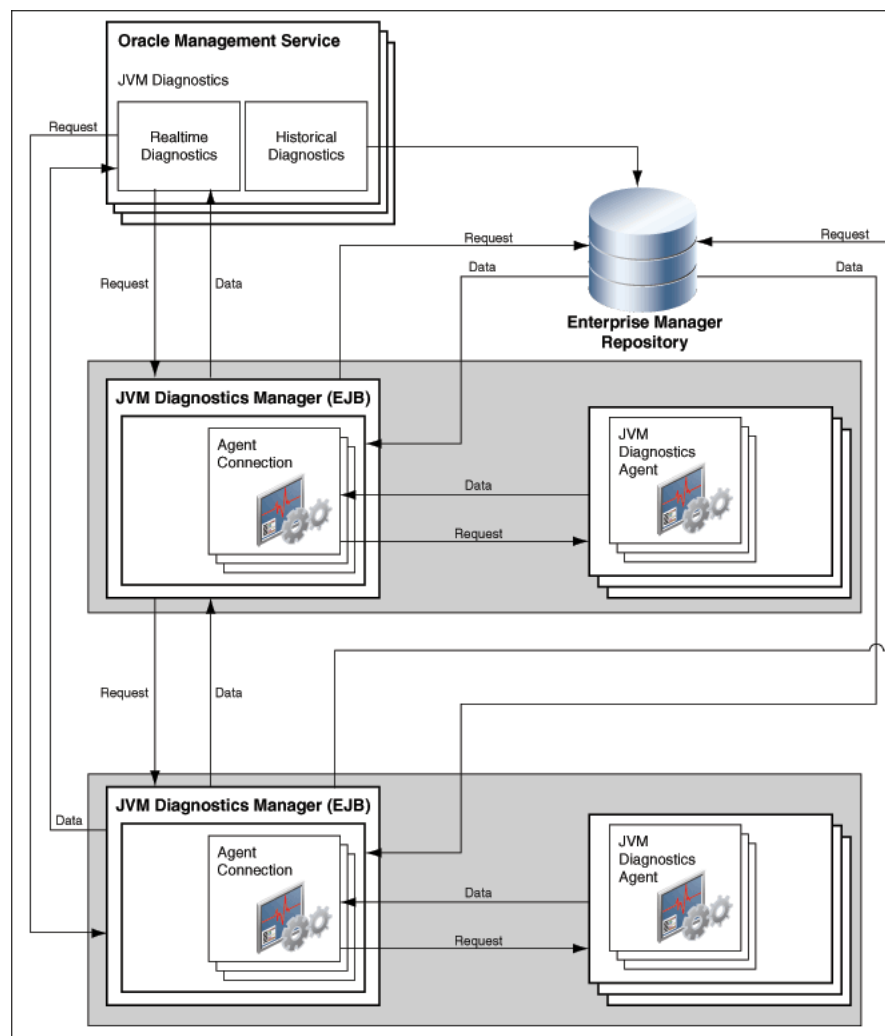 Oracle Management Service
JVM Diagnostics
Request
Realtime
Diagnostics
Historical
Diagnostics
Request
Request
Data
Data
Request
Data
Enterprise Manager
Repository
JVM Diagnostics Manager (EJB)
Agent
Connection
JVM
Diagnostics
Agent
Data
Request
Request
Data
JVM Diagnostics Manager (EJB)
Data
Agent
Connection
JVM
Diagnostics
Agent
Data
Request